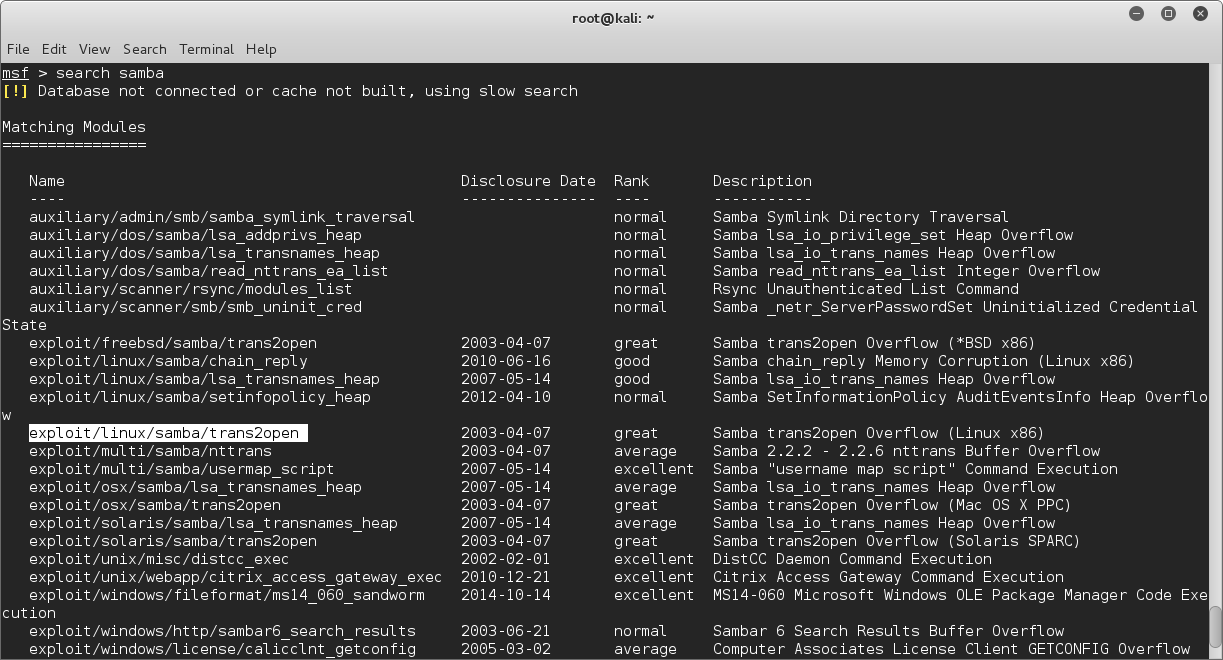 root@kali: ~
File Edit View Search Terminal Help
msf > search samba
[!] Database not connected or cache not built, using slow search
Matching Modules
================
Name Disclosure Date Rank Description
---- --------------- ---- -----------
auxiliary/admin/smb/samba_symlink_traversal normal Samba Symlink Directory Traversal
auxiliary/dos/samba/lsa_addprivs_heap normal Samba lsa_io_privilege_set Heap Overflow
auxiliary/dos/samba/lsa_transnames_heap normal Samba lsa_io_trans_names Heap Overflow
auxiliary/dos/samba/read_nttrans_ea_list normal Samba read_nttrans_ea_list Integer Overflow
auxiliary/scanner/rsync/modules_list normal Rsync Unauthenticated List Command
auxiliary/scanner/smb/smb_uninit_cred normal Samba _netr_ServerPasswordSet Uninitialized Credential
State
exploit/freebsd/samba/trans2open 2003-04-07 great Samba trans2open Overflow (*BSD x86)
exploit/linux/samba/chain_reply 2010-06-16 good Samba chain_reply Memory Corruption (Linux x86)
exploit/linux/samba/lsa_transnames_heap 2007-05-14 good Samba lsa_io_trans_names Heap Overflow
exploit/linux/samba/setinfopolicy_heap 2012-04-10 normal Samba SetInformationPolicy AuditEventsInfo Heap Overflo
w
exploit/linux/samba/trans2open 2003-04-07 great Samba trans2open Overflow (Linux x86)
exploit/multi/samba/nttrans 2003-04-07 average Samba 2.2.2 - 2.2.6 nttrans Buffer Overflow
exploit/multi/samba/usermap_script 2007-05-14 excellent Samba "username map script" Command Execution
exploit/osx/samba/lsa_transnames_heap 2007-05-14 average Samba lsa_io_trans_names Heap Overflow
exploit/osx/samba/trans2open 2003-04-07 great Samba trans2open Overflow (Mac OS X PPC)
exploit/solaris/samba/lsa_transnames_heap 2007-05-14 average Samba lsa_io_trans_names Heap Overflow
exploit/solaris/samba/trans2open 2003-04-07 great Samba trans2open Overflow (Solaris SPARC)
exploit/unix/misc/distcc_exec 2002-02-01 excellent DistCC Daemon Command Execution
exploit/unix/webapp/citrix_access_gateway_exec 2010-12-21 excellent Citrix Access Gateway Command Execution
exploit/windows/fileformat/ms14_060_sandworm 2014-10-14 excellent MS14-060 Microsoft Windows OLE Package Manager Code Exe
cution
exploit/windows/http/sambar6_search_results 2003-06-21 normal Sambar 6 Search Results Buffer Overflow
exploit/windows/license/calicclnt_getconfig 2005-03-02 average Computer Associates License Client GETCONFIG Overflow